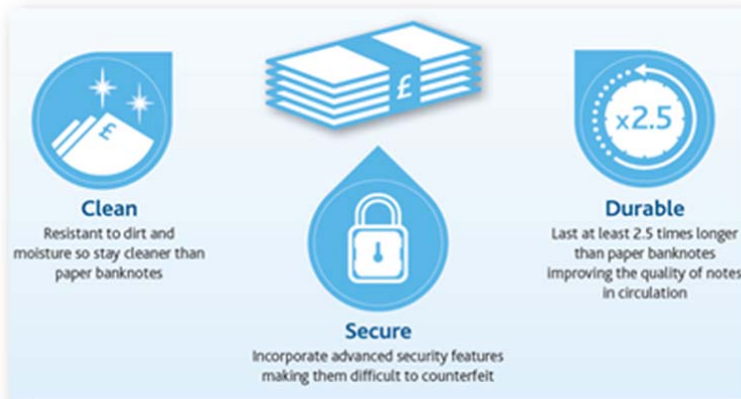 £
£
x2.5
Clean
Resistant to dirt and
moisture so stay cleaner than
paper banknotes
Secure
Incorporate advanced security features
making them difficult to counterfeit
Durable
Last at least 2.5 times longer
than paper banknotes
improving the quality of notes
in circulation